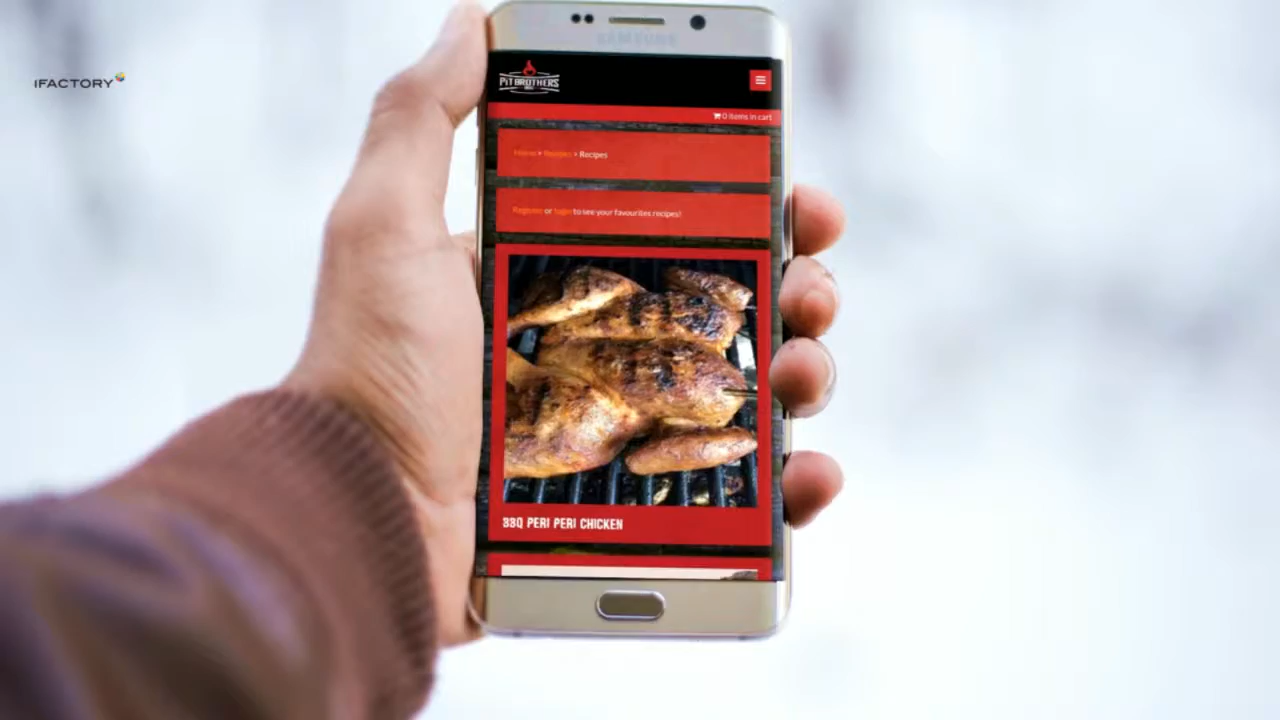 iFACTORY
SAMSUNG
PIT BROTHERS
BBQ
0 items in cart
Home > Recipes > Recipes
Register or login to see your favourites recipes!
BBQ PERI PERI CHICKEN